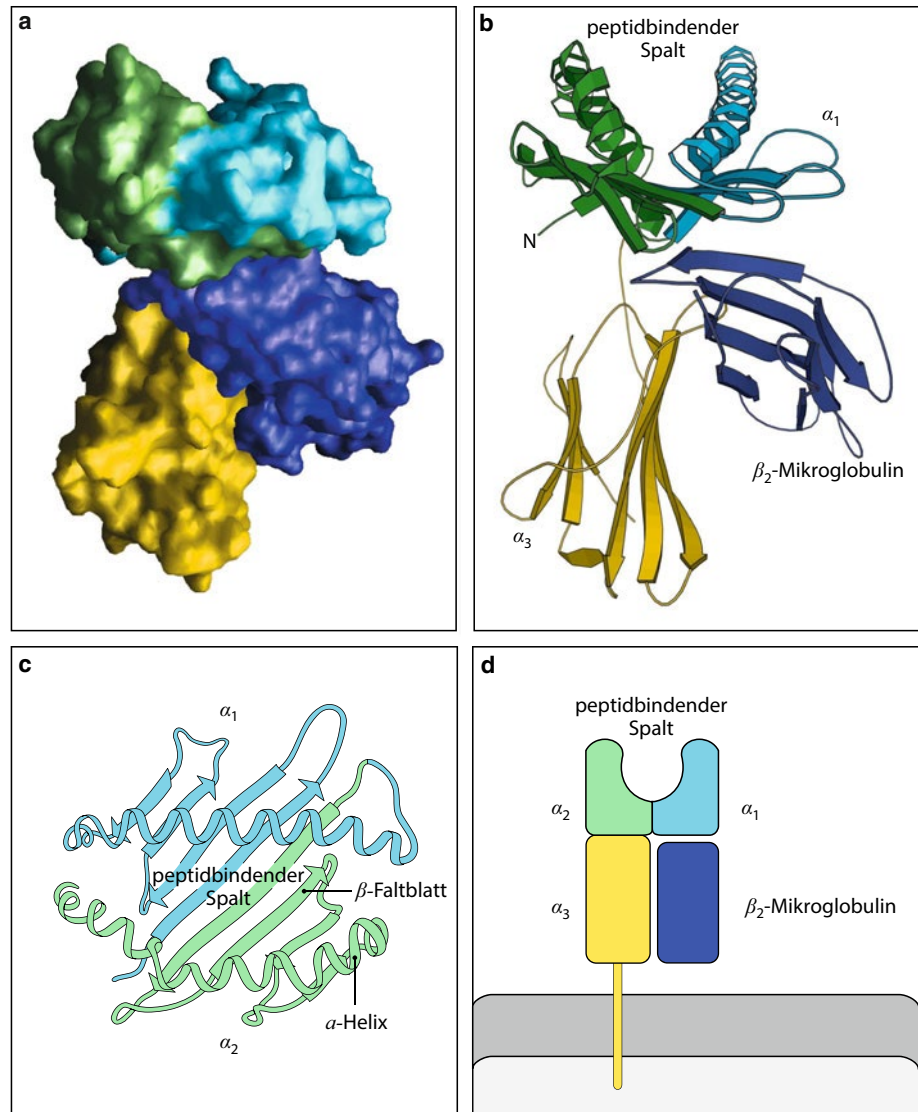 a
b
peptidbindender
Spalt
α₁
N
β₂-Mikroglobulin
α₃
c
α₁
peptidbindender
Spalt
β-Faltblatt
α-Helix
α₂
d
peptidbindender
Spalt
α₂
α₁
α₃
β₂-Mikroglobulin